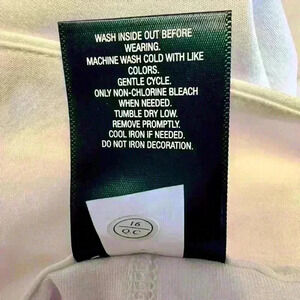 WASH INSIDE OUT BEFORE
WEARING.
MACHINE WASH COLD WITH LIKE
COLORS.
GENTLE CYCLE.
ONLY NON-CHLORINE BLEACH
WHEN NEEDED.
TUMBLE DRY LOW.
REMOVE PROMPTLY.
COOL IRON IF NEEDED.
DO NOT IRON DECORATION.
16
Q.C